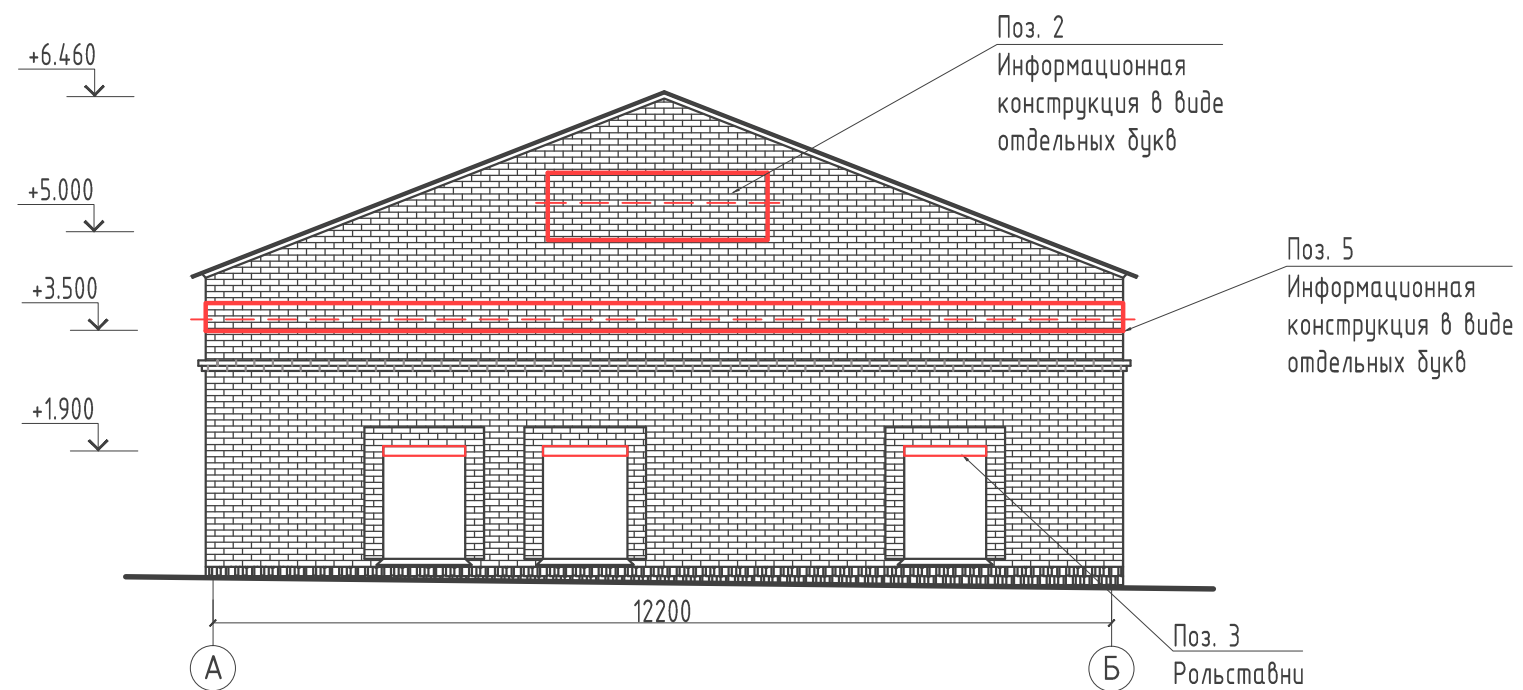 Поз. 2
Информационная
конструкция в виде
отдельных букв
+6.460
+5.000
Поз. 5
Информационная
конструкция в виде
отдельных букв
+3.500
+1.900
12200
А
Б
Поз. 3
Рольставни